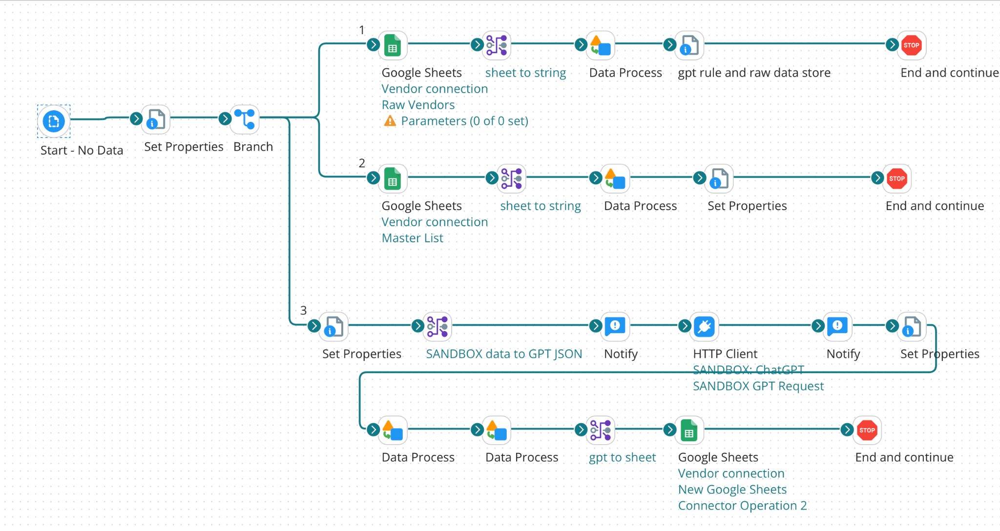 1
STOP
Google Sheets
sheet to string
Data Process
gpt rule and raw data store
End and continue
Vendor connection
Raw Vendors
Parameters (0 of 0 set)
Start - No Data
Set Properties
Branch
2
STOP
Google Sheets
sheet to string
Data Process
Set Properties
End and continue
Vendor connection
Master List
3
Set Properties
SANDBOX data to GPT JSON
Notify
HTTP Client
Notify
Set Properties
SANDBOX: ChatGPT
SANDBOX GPT Request
STOP
Data Process
Data Process
gpt to sheet
Google Sheets
End and continue
Vendor connection
New Google Sheets
Connector Operation 2